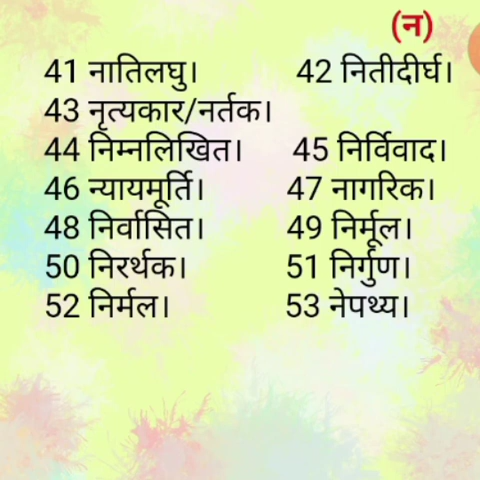 (न)
41 नातिलघु। 42 नितीदीर्घ।
43 नृत्यकार/नर्तक।
44 निम्नलिखित। 45 निर्विवाद।
46 न्यायमूर्ति। 47 नागरिक।
48 निर्वासित। 49 निर्मूल।
50 निरर्थक। 51 निर्गुण।
52 निर्मल। 53 नेपथ्य।